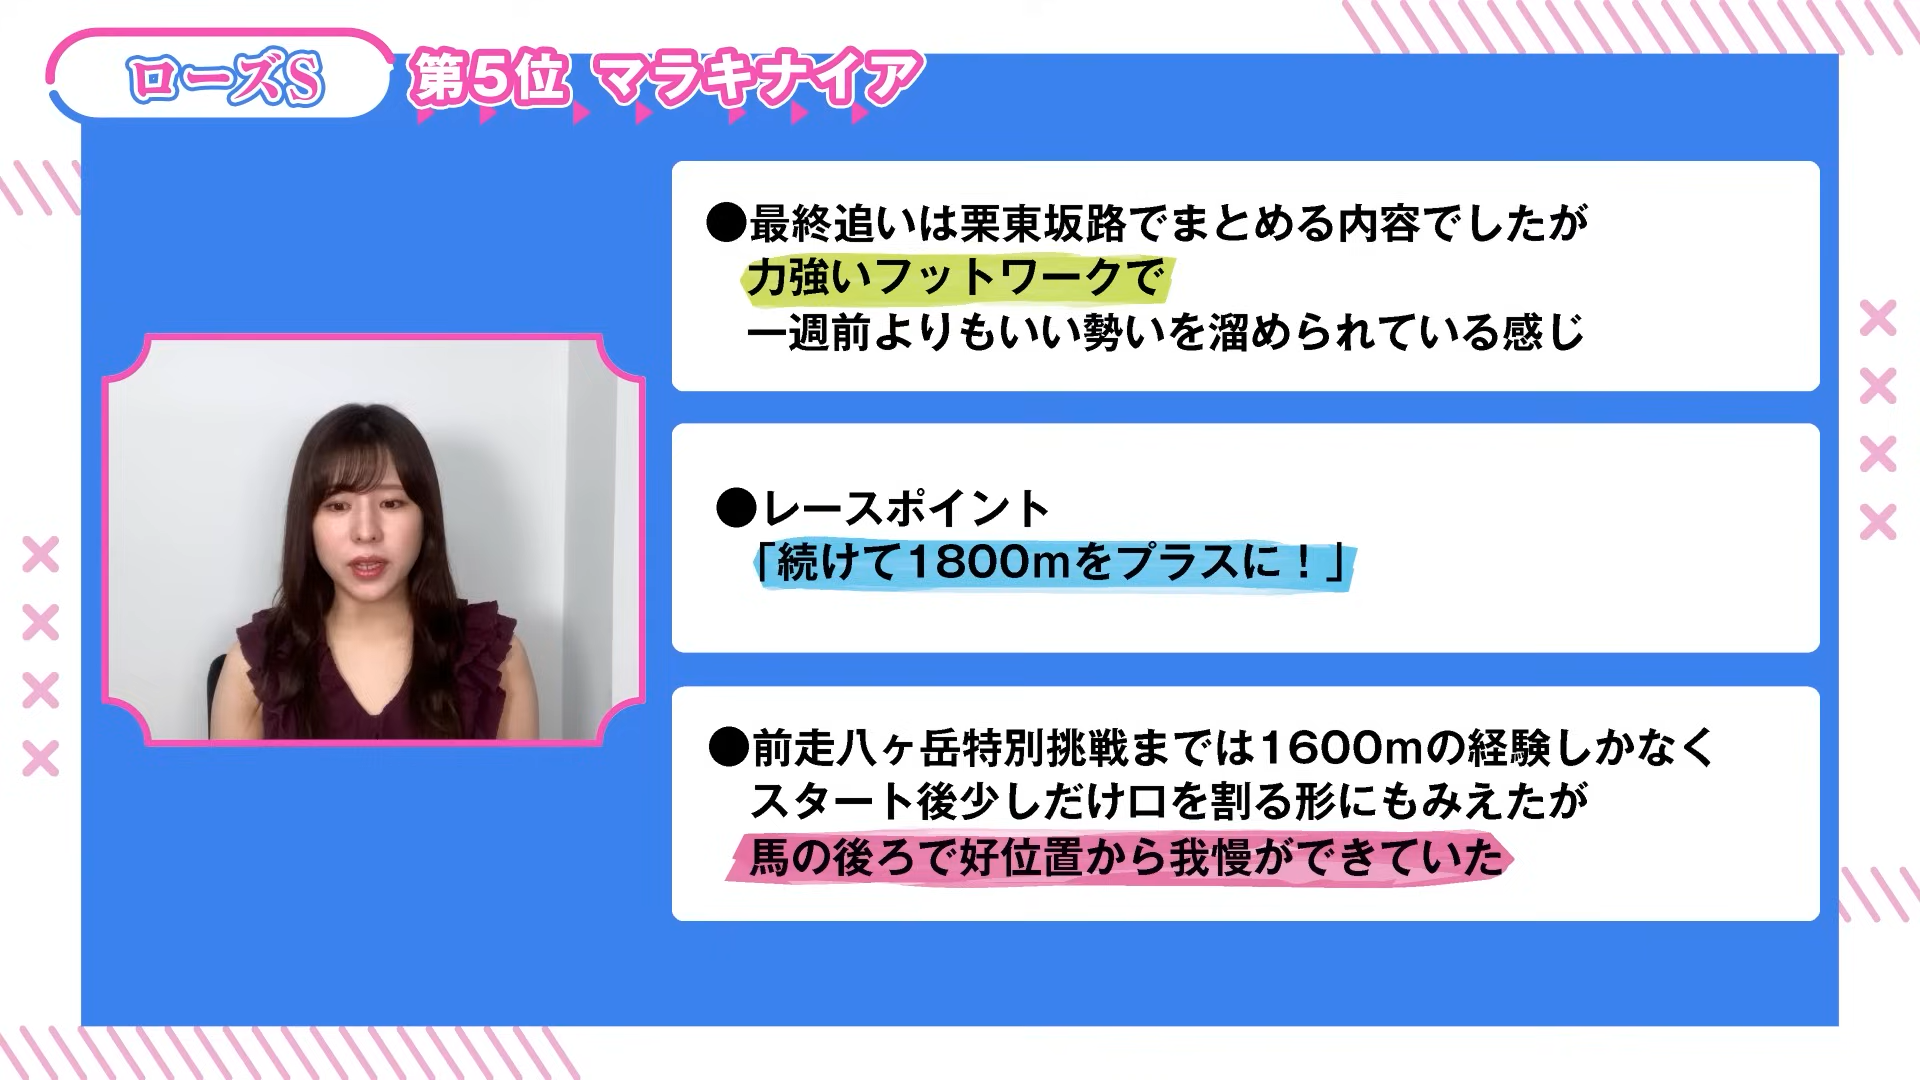 ローズS
第5位 マラキナイア
●最終追いは栗東坂路でまとめる内容でしたが
力強いフットワークで
一週前よりもいい勢いを溜められている感じ
●レースポイント
「続けて1800mをプラスに！」
●前走八ヶ岳特別挑戦までは1600mの経験しかなく
スタート後少しだけ口を割る形にもみえたが
馬の後ろで好位置から我慢ができていた